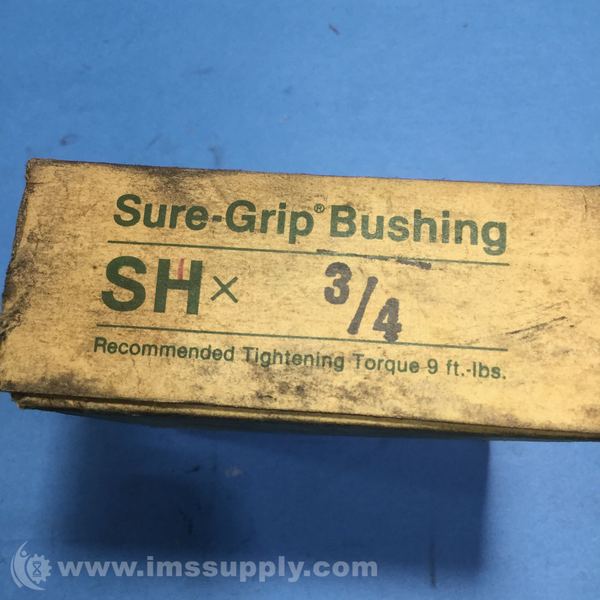 Sure-Grip® Bushing
SH x 3/4
Recommended Tightening Torque 9 ft.-lbs.
www.imssupply.com